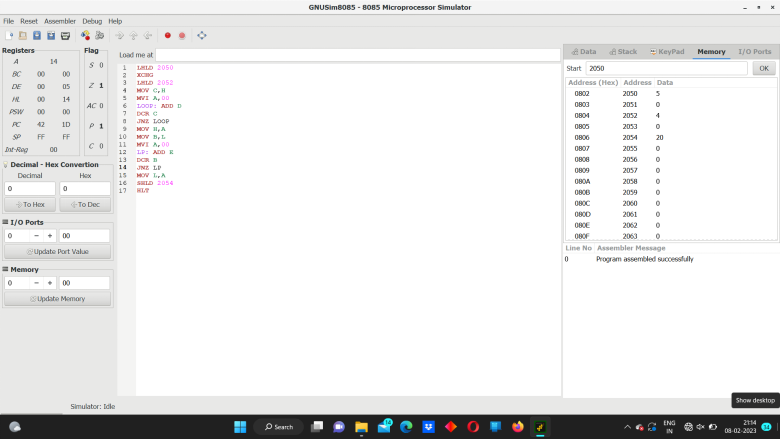 GNUSim8085 - 8085 Microprocessor Simulator
File Reset Assembler Debug Help
Registers
A 14
BC 00 00
DE 00 05
HL 00 14
PSW 00 00
PC 42 1D
SP FF FF
Int-Reg 00
Flag
S 0
Z 1
AC 0
P 1
C 0
Decimal - Hex Convertion
Decimal Hex
0 0
To Hex To Dec
I/O Ports
0 − + 00
Update Port Value
Memory
0 − + 00
Update Memory
Load me at
1 LHLD 2050
2 XCHG
3 LHLD 2052
4 MOV C,H
5 MVI A,00
6 LOOP: ADD D
7 DCR C
8 JNZ LOOP
9 MOV H,A
10 MOV B,L
11 MVI A,00
12 LP: ADD E
13 DCR B
14 JNZ LP
15 MOV L,A
16 SHLD 2054
17 HLT
Data Stack KeyPad Memory I/O Ports
Start 2050 OK
Address (Hex) Address Data
0802 2050 5
0803 2051 0
0804 2052 4
0805 2053 0
0806 2054 20
0807 2055 0
0808 2056 0
0809 2057 0
080A 2058 0
080B 2059 0
080C 2060 0
080D 2061 0
080E 2062 0
080F 2063 0
Line No Assembler Message
0 Program assembled successfully
Simulator: Idle
Show desktop
Search
14
ENG
IN
21:14
08-02-2023
14